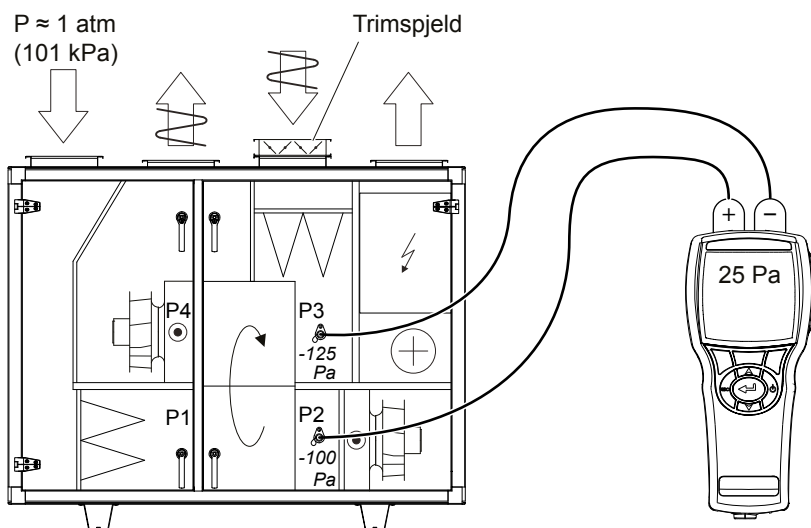 P ≈ 1 atm
(101 kPa)
Trimspjeld
+ −
25 Pa
P4
P3
-125
Pa
P1
P2
-100
Pa